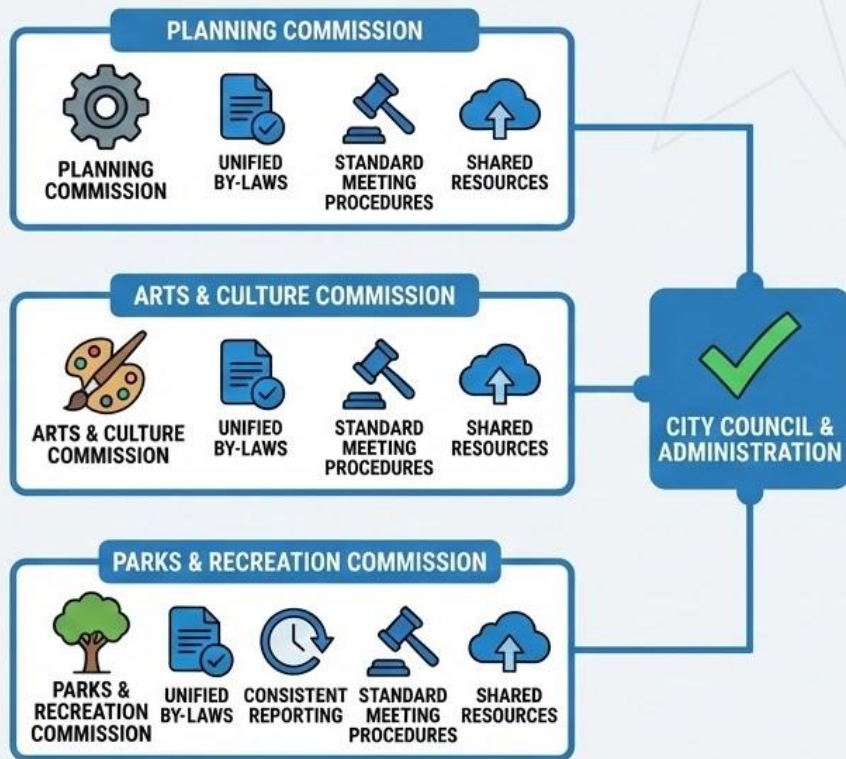 PLANNING COMMISSION
PLANNING
COMMISSION
UNIFIED
BY-LAWS
STANDARD
MEETING
PROCEDURES
SHARED
RESOURCES
ARTS & CULTURE COMMISSION
ARTS & CULTURE
COMMISSION
UNIFIED
BY-LAWS
STANDARD
MEETING
PROCEDURES
SHARED
RESOURCES
PARKS & RECREATION COMMISSION
PARKS &
RECREATION
COMMISSION
UNIFIED
BY-LAWS
CONSISTENT
REPORTING
STANDARD
MEETING
PROCEDURES
SHARED
RESOURCES
CITY COUNCIL &
ADMINISTRATION